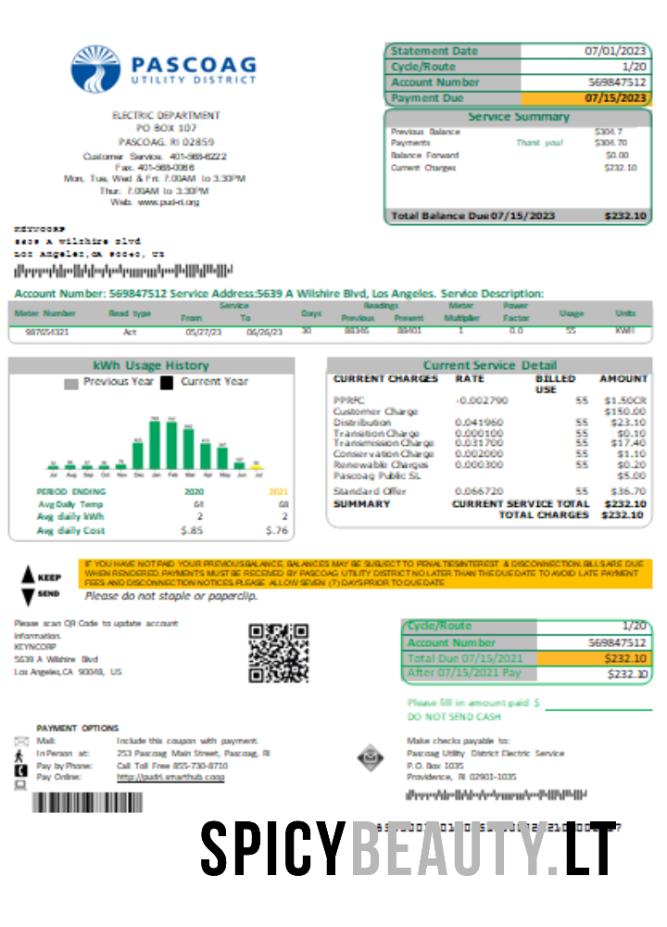 PASCOAG
UTILITY DISTRICT
Statement Date 07/01/2023
Cycle/Route 1/20
Account Number 569847512
Payment Due 07/15/2023
ELECTRIC DEPARTMENT
PO BOX 107
PASCOAG, RI 02859
Customer Service: 401-568-6222
Fax: 401-568-0066
Mon, Tue, Wed & Fri: 7:00AM to 3:30PM
Thur: 7:00AM to 3:30PM
Web: www.pud-ri.org
Service Summary
Previous Balance $304.7
Payments Thank you! $304.70
Balance Forward $0.00
Current Charges $232.10
Total Balance Due 07/15/2023 $232.10
KEYNCORP
5639 A Wilshire Blvd
Los Angeles,CA 90048, US
Account Number: 569847512 Service Address:5639 A Wilshire Blvd, Los Angeles. Service Description:
Meter Number Read type Service From To Days Readings Previous Present Meter Multiplier Power Factor Usage Units
987654321 Act 05/27/23 06/26/23 30 88346 88401 1 0.0 55 KWH
kWh Usage History
Previous Year Current Year
Jul Aug Sep Oct Nov Dec Jan Feb Mar Apr May Jun Jul
PERIOD ENDING 2020 2021
Avg Daily Temp 64 68
Avg daily kWh 2 2
Avg daily Cost $.85 $.76
Current Service Detail
CURRENT CHARGES RATE BILLED USE AMOUNT
PPRFC -0.002790 55 $1.50CR
Customer Charge $150.00
Distribution 0.041960 55 $23.10
Transition Charge 0.000100 55 $0.10
Transmission Charge 0.031700 55 $17.40
Conservation Charge 0.002000 55 $1.10
Renewable Charges 0.000300 55 $0.20
Pascoag Public SL $5.00
Standard Offer 0.066720 55 $36.70
SUMMARY CURRENT SERVICE TOTAL $232.10
TOTAL CHARGES $232.10
KEEP
SEND
IF YOU HAVE NOT PAID YOUR PREVIOUS BALANCE, BALANCES MAY BE SUBJECT TO PENALTIES INTEREST & DISCONNECTION, BILLS ARE DUE
WHEN RENDERED, PAYMENTS MUST BE RECEIVED BY PASCOAG UTILITY DISTRICT NO LATER THAN THE DUE DATE TO AVOID LATE PAYMENT
FEES AND DISCONNECTION NOTICES. PLEASE ALLOW SEVEN (7) DAYS PRIOR TO DUE DATE
Please do not staple or paperclip.
Please scan QR Code to update account
information.
KEYNCORP
5639 A Wilshire Blvd
Los Angeles,CA 90048, US
Cycle/Route 1/20
Account Number 569847512
Total Due 07/15/2021 $232.10
After 07/15/2021 Pay $232.10
Please fill in amount paid $
DO NOT SEND CASH
PAYMENT OPTIONS
Mail: Include this coupon with payment.
In Person at: 253 Pascoag Main Street, Pascoag, RI
Pay by Phone: Call Toll Free 855-730-8710
Pay Online: http://pudri.smarthub.coop
Make checks payable to:
Pascoag Utility District Electric Service
P.O. Box 1035
Providence, RI 02901-1035
SPICYBEAUTY.LT